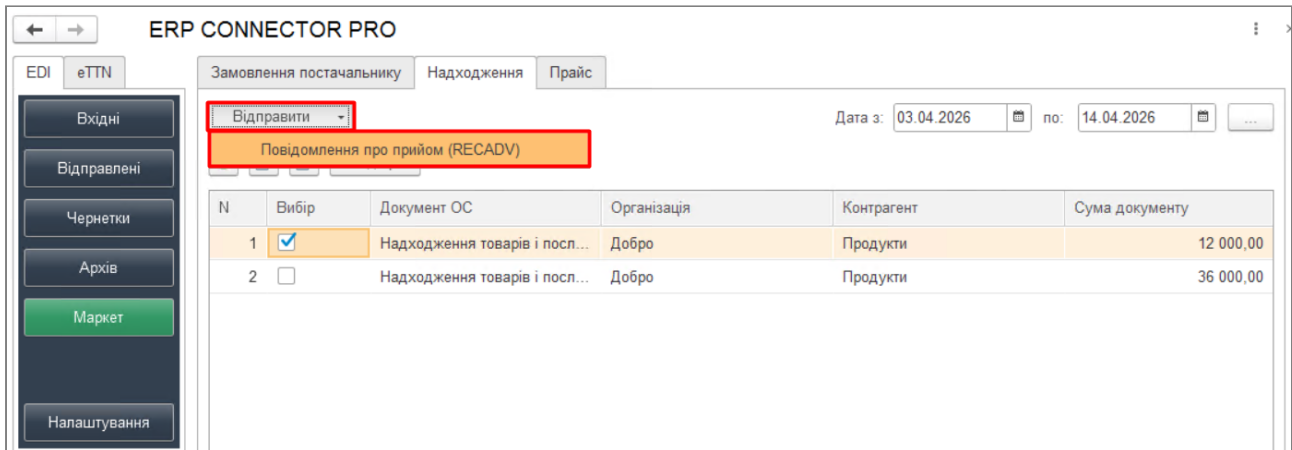 ERP CONNECTOR PRO
EDI eTTN
Замовлення постачальнику Надходження Прайс
Вхідні
Відправлені
Чернетки
Архів
Маркет
Налаштування
Відправити Дата з: 03.04.2026 по: 14.04.2026 ...
Повідомлення про прийом (RECADV)
N Вибір Документ ОС Організація Контрагент Сума документу
1 Надходження товарів і посл... Добро Продукти 12 000,00
2 Надходження товарів і посл... Добро Продукти 36 000,00